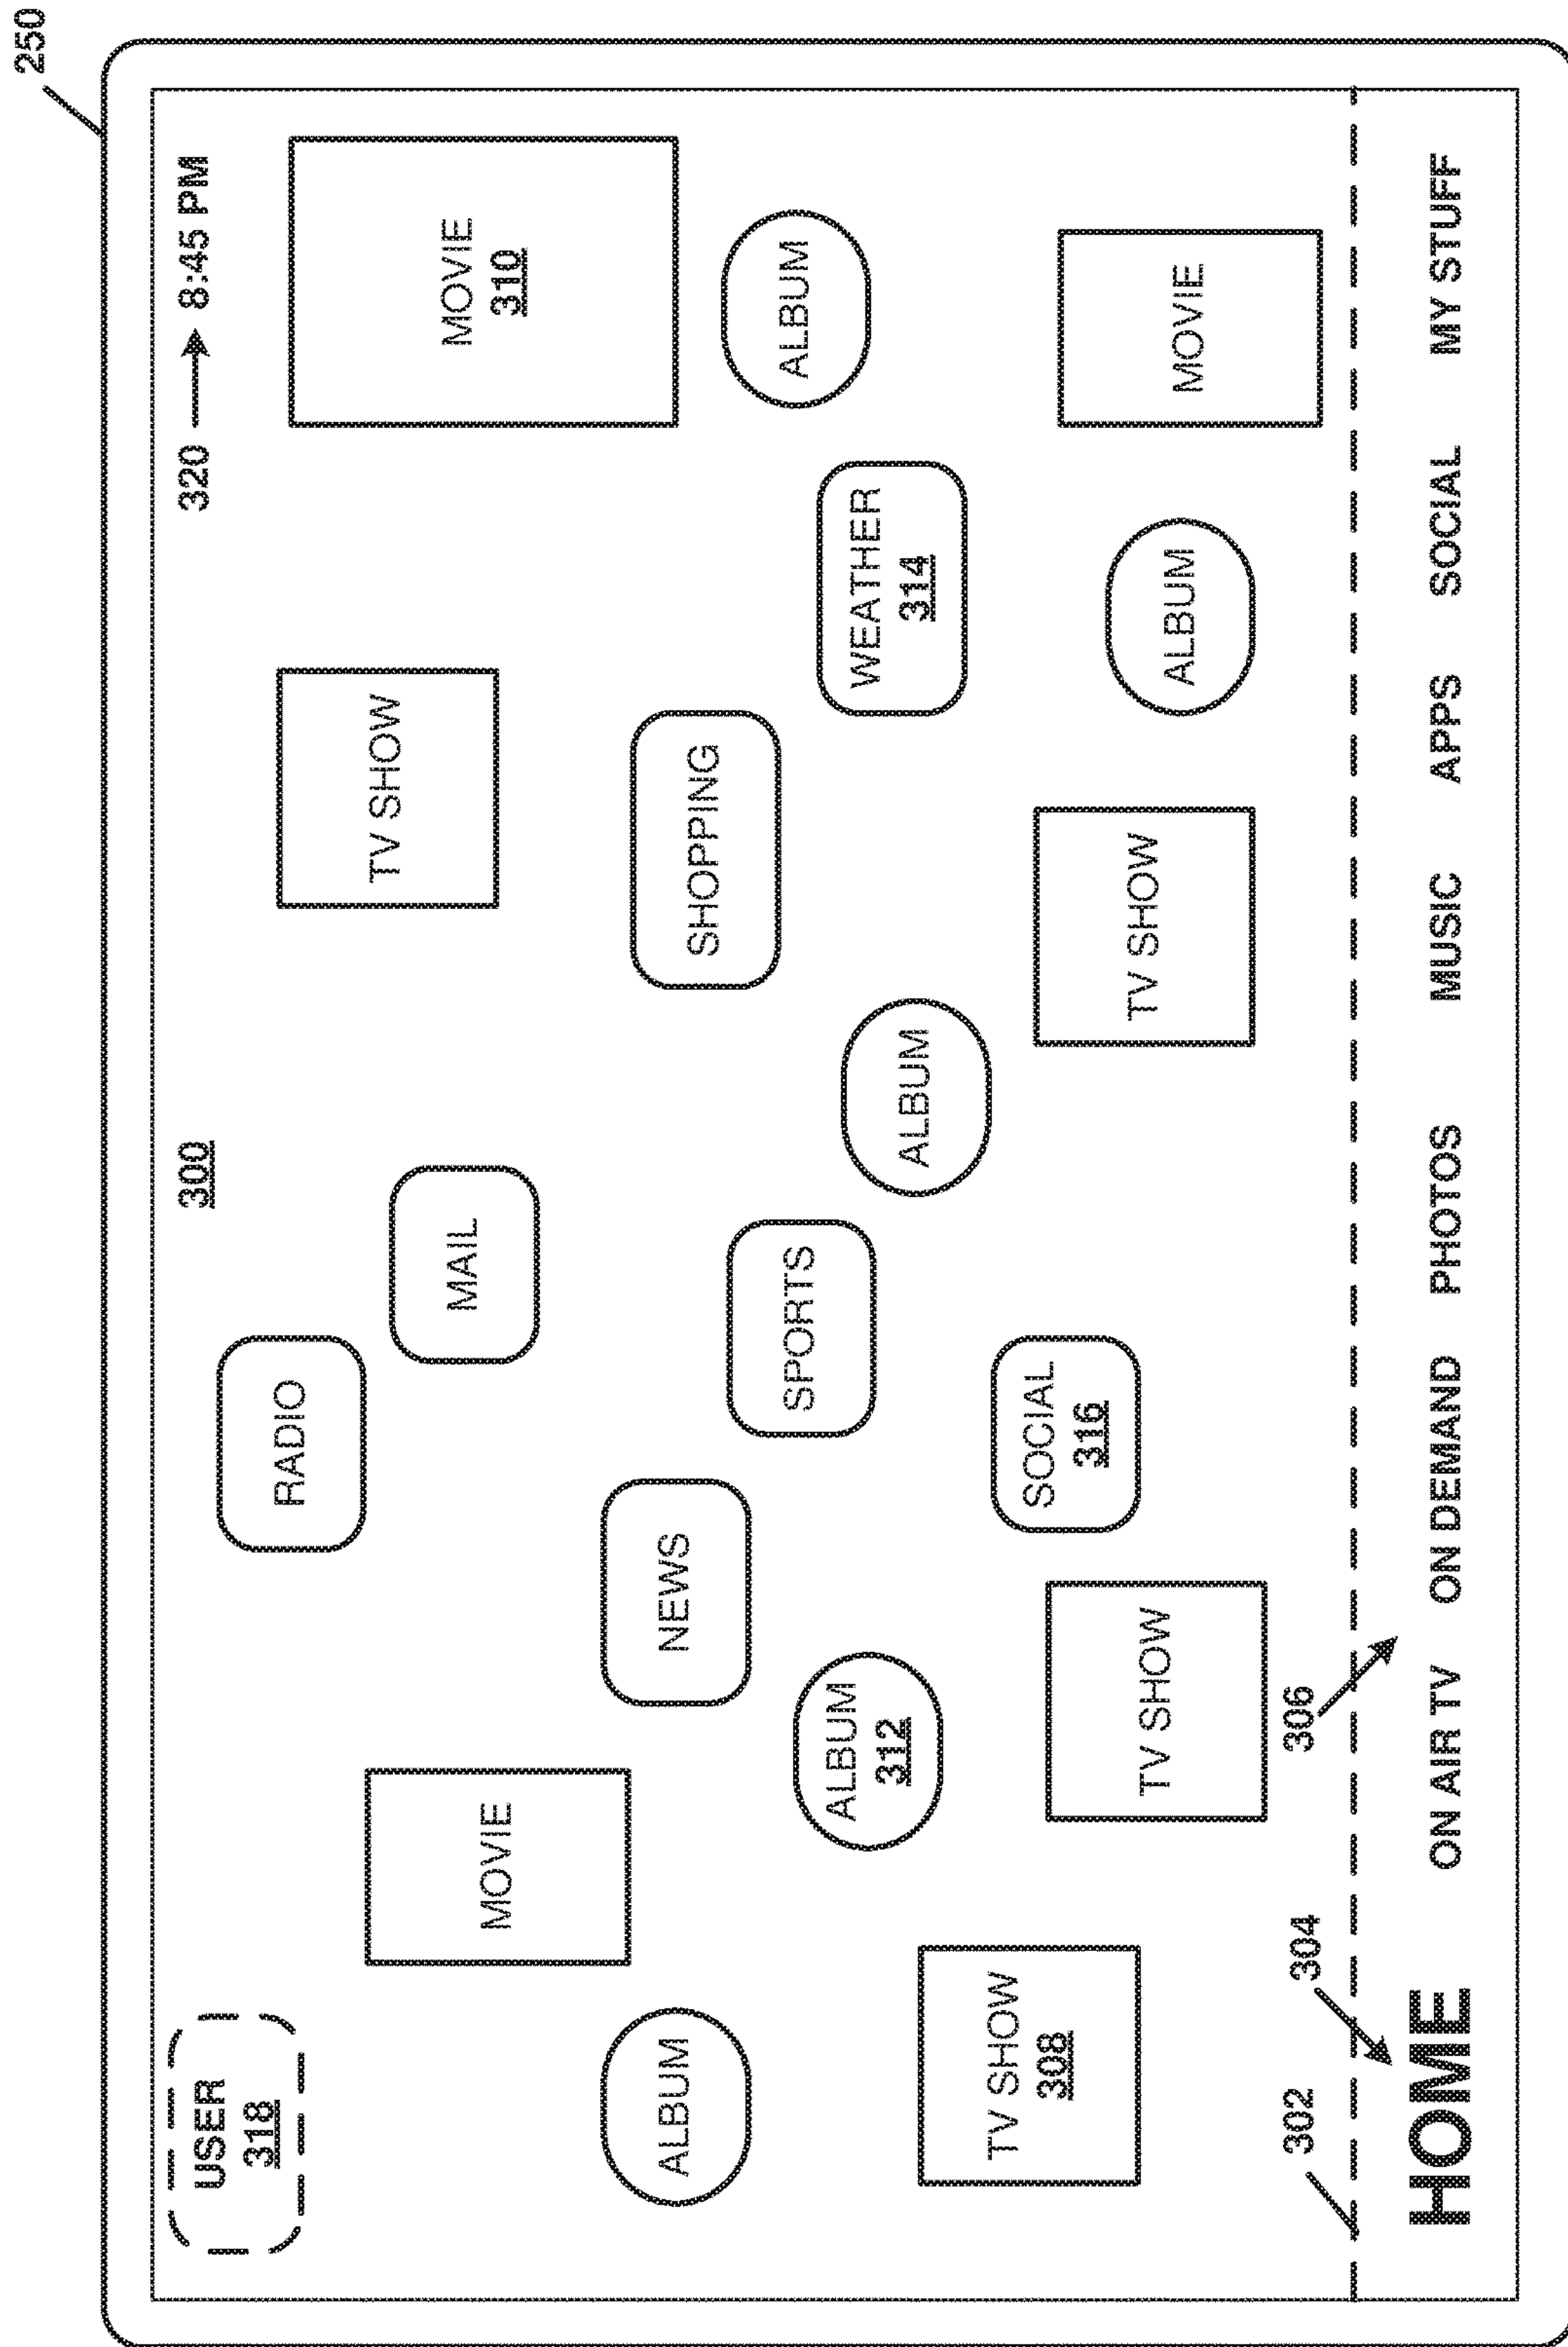 250
USER
318
300
320
8:45 PM
RADIO
TV SHOW
MOVIE
310
MOVIE
MAIL
ALBUM
NEWS
SHOPPING
SPORTS
ALBUM
ALBUM
312
ALBUM
WEATHER
314
TV SHOW
308
SOCIAL
316
TV SHOW
TV SHOW
ALBUM
MOVIE
302
304
306
HOME
ON AIR TV
ON DEMAND
PHOTOS
MUSIC
APPS
SOCIAL
MY STUFF